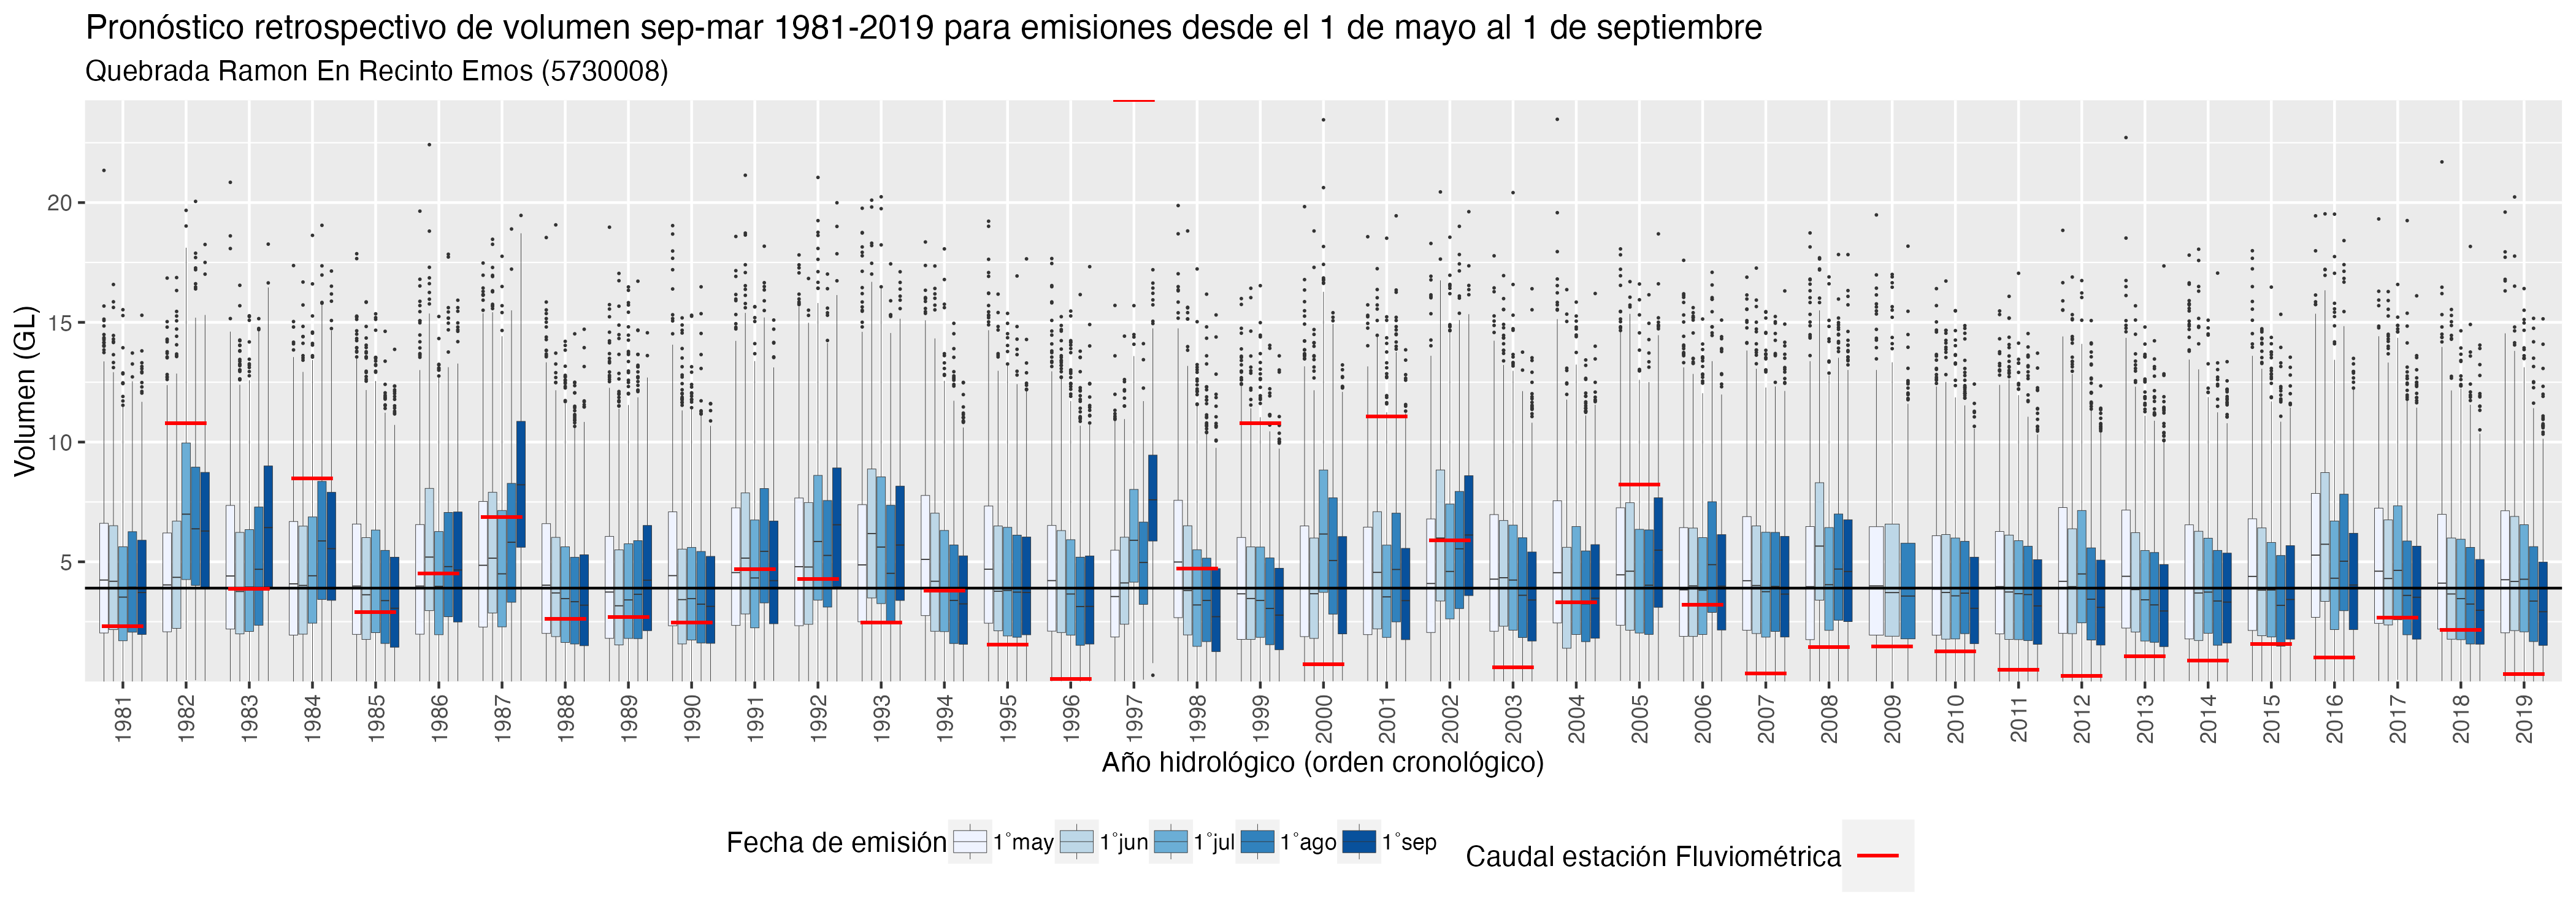 Pronóstico retrospectivo de volumen sep-mar 1981-2019 para emisiones desde el 1 de mayo al 1 de septiembre
Quebrada Ramon En Recinto Emos (5730008)
Volumen (GL)
20
15
10
5
1981 1982 1983 1984 1985 1986 1987 1988 1989 1990 1991 1992 1993 1994 1995 1996 1997 1998 1999 2000 2001 2002 2003 2004 2005 2006 2007 2008 2009 2010 2011 2012 2013 2014 2015 2016 2017 2018 2019
Año hidrológico (orden cronológico)
Fecha de emisión 1°may 1°jun 1°jul 1°ago 1°sep Caudal estación Fluviométrica